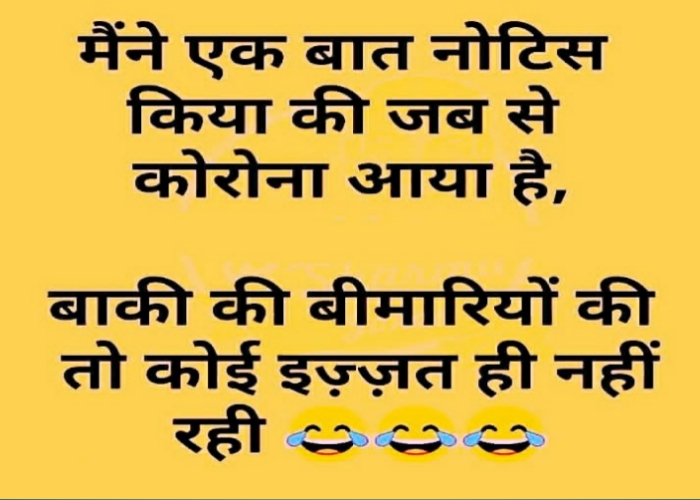 मैंने एक बात नोटिस
किया की जब से
कोरोना आया है,
बाकी की बीमारियों की
तो कोई इज़्ज़त ही नहीं
रही 😂😂😂